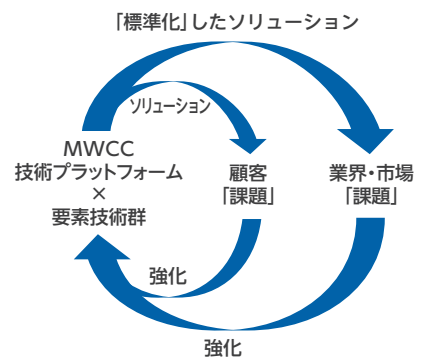 「標準化」したソリューション
ソリューション
MWCC
技術プラットフォーム
×
要素技術群
顧客
「課題」
業界・市場
「課題」
強化
強化